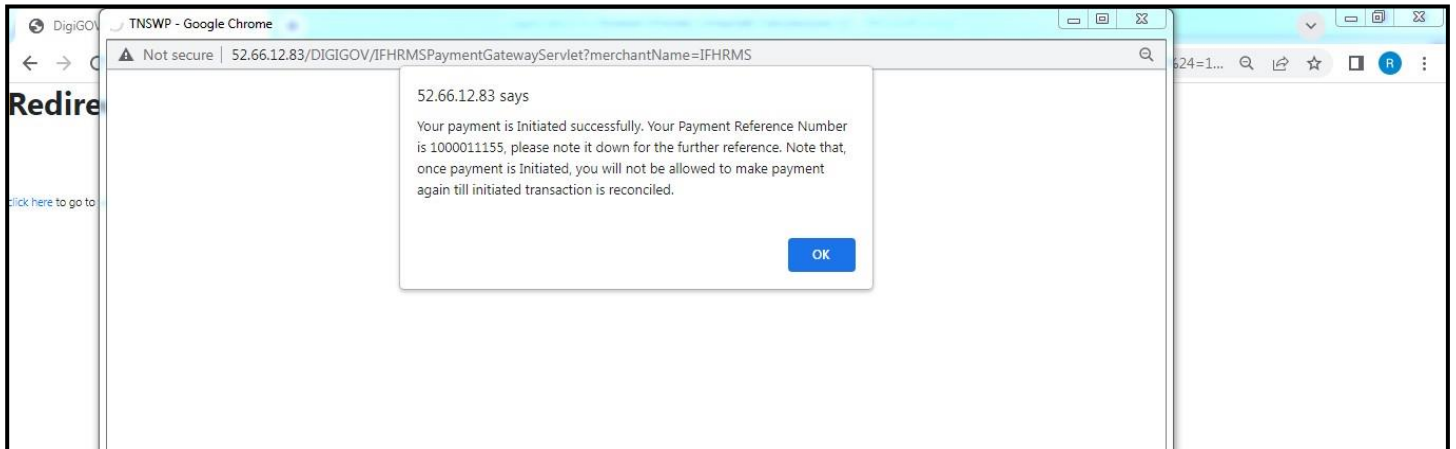 DigiGOV
TNSWP - Google Chrome
Not secure | 52.66.12.83/DIGIGOV/IFHRMSPaymentGatewayServlet?merchantName=IFHRMS
24=1...
R
Redire
52.66.12.83 says
Your payment is Initiated successfully. Your Payment Reference Number
is 1000011155, please note it down for the further reference. Note that,
once payment is Initiated, you will not be allowed to make payment
again till initiated transaction is reconciled.
click here to go to
OK